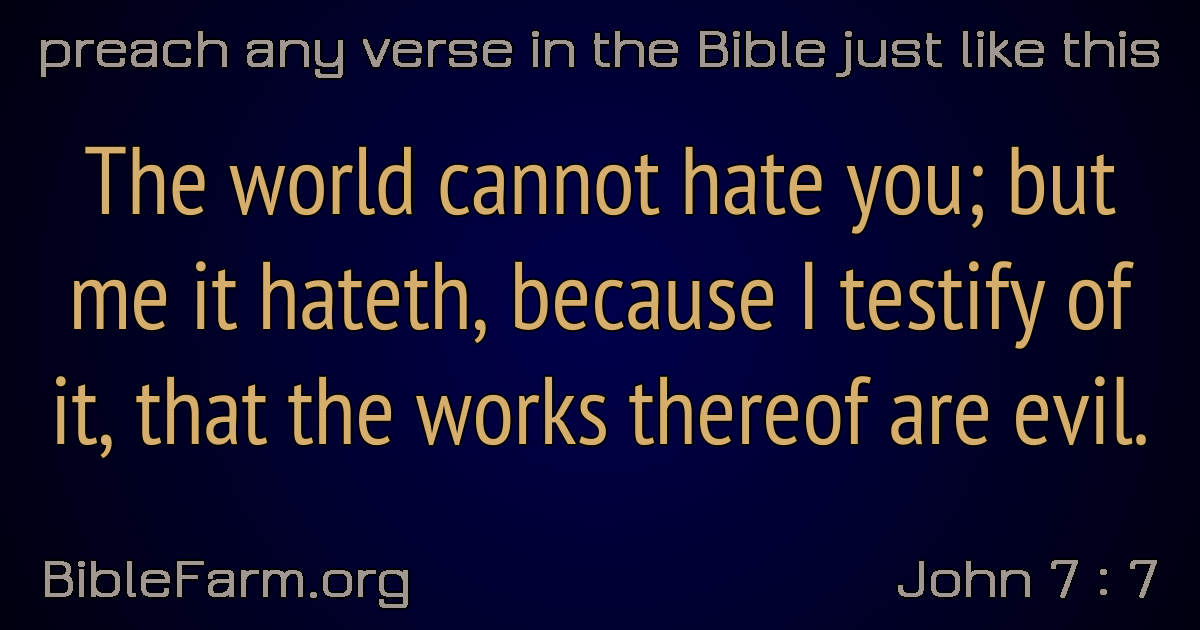 preach any verse in the Bible just like this
The world cannot hate you; but
me it hateth, because I testify of
it, that the works thereof are evil.
BibleFarm.org
John 7 : 7